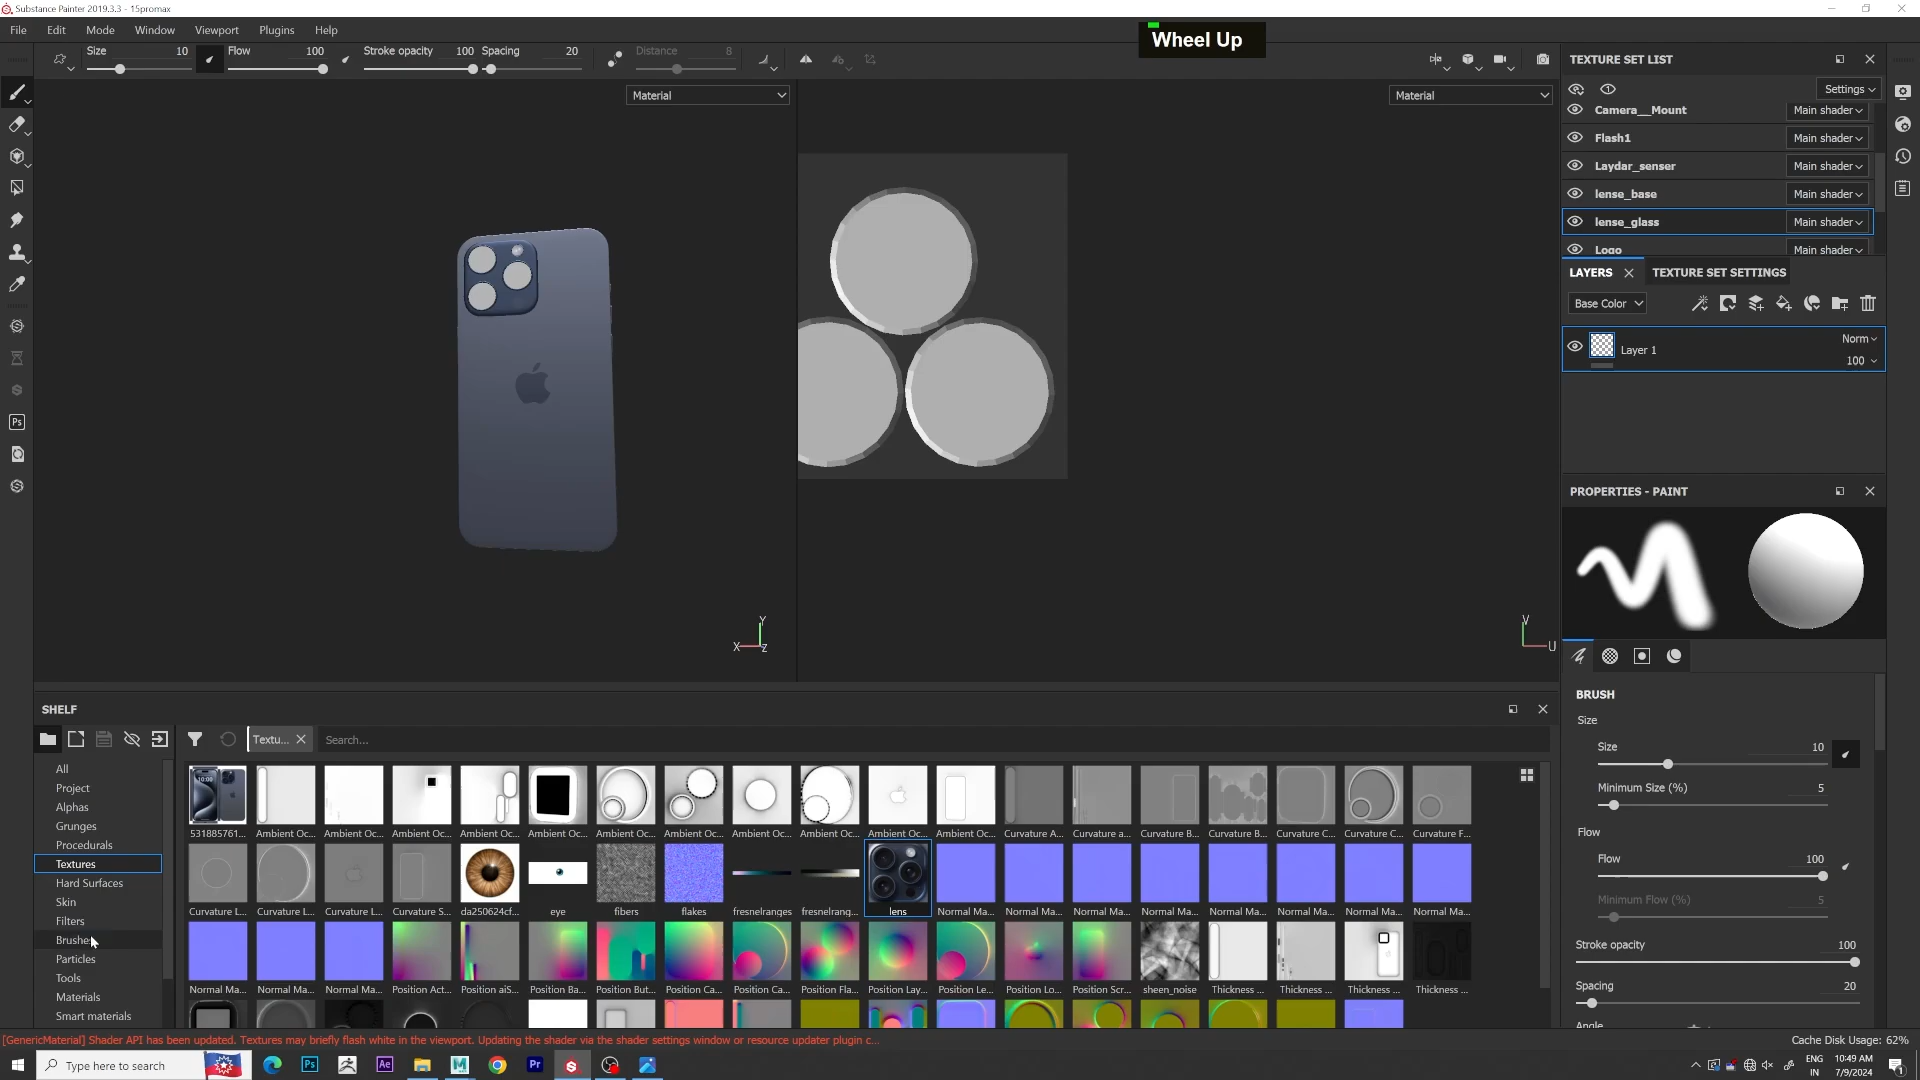 Substance Painter 2019.3.3 - 15promax
File Edit Mode Window Viewport Plugins Help
Wheel Up
Size 10 Flow 100 Stroke opacity 100 Spacing 20 Distance 8
Material
Material
X Y Z
V U
TEXTURE SET LIST
Settings
Camera__Mount Main shader
Flash1 Main shader
Laydar_senser Main shader
lense_base Main shader
lense_glass Main shader
Logo Main shader
LAYERS TEXTURE SET SETTINGS
Base Color
Norm
Layer 1
100
PROPERTIES - PAINT
BRUSH
Size
Size 10
Minimum Size (%) 5
Flow
Flow 100
Minimum Flow (%) 5
Stroke opacity 100
Spacing 20
Angle
SHELF
Textu... Search...
All
Project
Alphas
Grunges
Procedurals
Textures
Hard Surfaces
Skin
Filters
Brushes
Particles
Tools
Materials
Smart materials
531885761... Ambient Oc... Ambient Oc... Ambient Oc... Ambient Oc... Ambient Oc... Ambient Oc... Ambient Oc... Ambient Oc... Ambient Oc... Ambient Oc... Ambient Oc... Curvature A... Curvature a... Curvature B... Curvature B... Curvature C... Curvature C... Curvature F...
Curvature L... Curvature L... Curvature L... Curvature S... da250624cf... eye fibers flakes fresnelranges fresnelrang... lens Normal Ma... Normal Ma... Normal Ma... Normal Ma... Normal Ma... Normal Ma... Normal Ma... Normal Ma...
Normal Ma... Normal Ma... Normal Ma... Position Act... Position aiS... Position Ba... Position But... Position Ca... Position Ca... Position Fla... Position Lay... Position Le... Position Lo... Position Scr... sheen_noise Thickness ... Thickness ... Thickness ... Thickness ...
[GenericMaterial] Shader API has been updated. Textures may briefly flash white in the viewport. Updating the shader via the shader settings window or resource updater plugin c...
Cache Disk Usage: 62%
Type here to search
ENG
IN
10:49 AM
7/9/2024